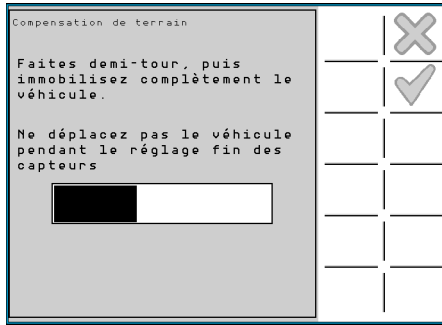 Compensation de terrain
Faites demi-tour, puis
immobilisez complètement le
véhicule.
Ne déplacez pas le véhicule
pendant le réglage fin des
capteurs